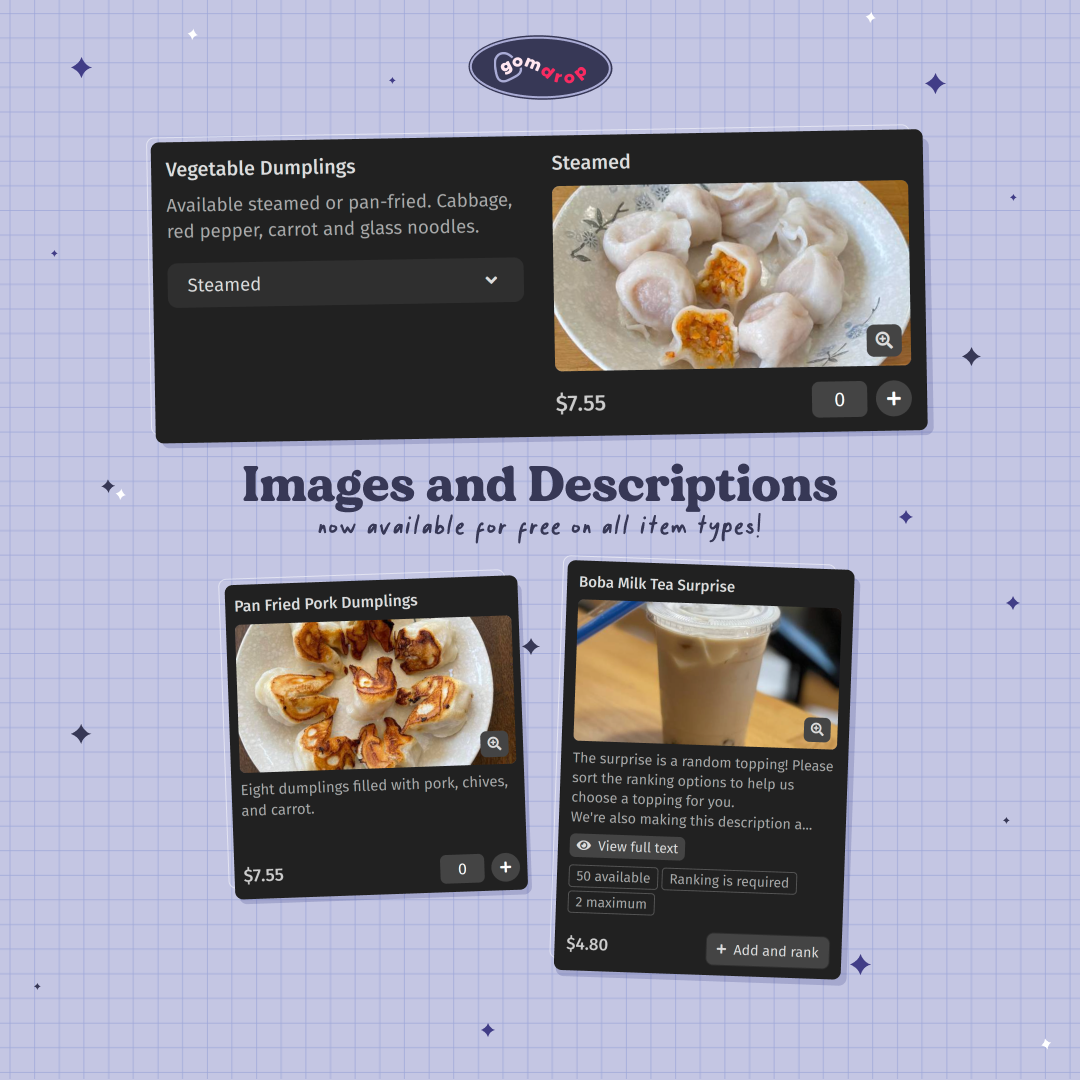 gomdrop
Vegetable Dumplings
Available steamed or pan-fried. Cabbage,
red pepper, carrot and glass noodles.
Steamed
Steamed
$7.55
0
+
Images and Descriptions
now available for free on all item types!
Pan Fried Pork Dumplings
Eight dumplings filled with pork, chives,
and carrot.
$7.55
0
+
Boba Milk Tea Surprise
The surprise is a random topping! Please
sort the ranking options to help us
choose a topping for you.
We're also making this description a...
View full text
50 available
Ranking is required
2 maximum
$4.80
+ Add and rank